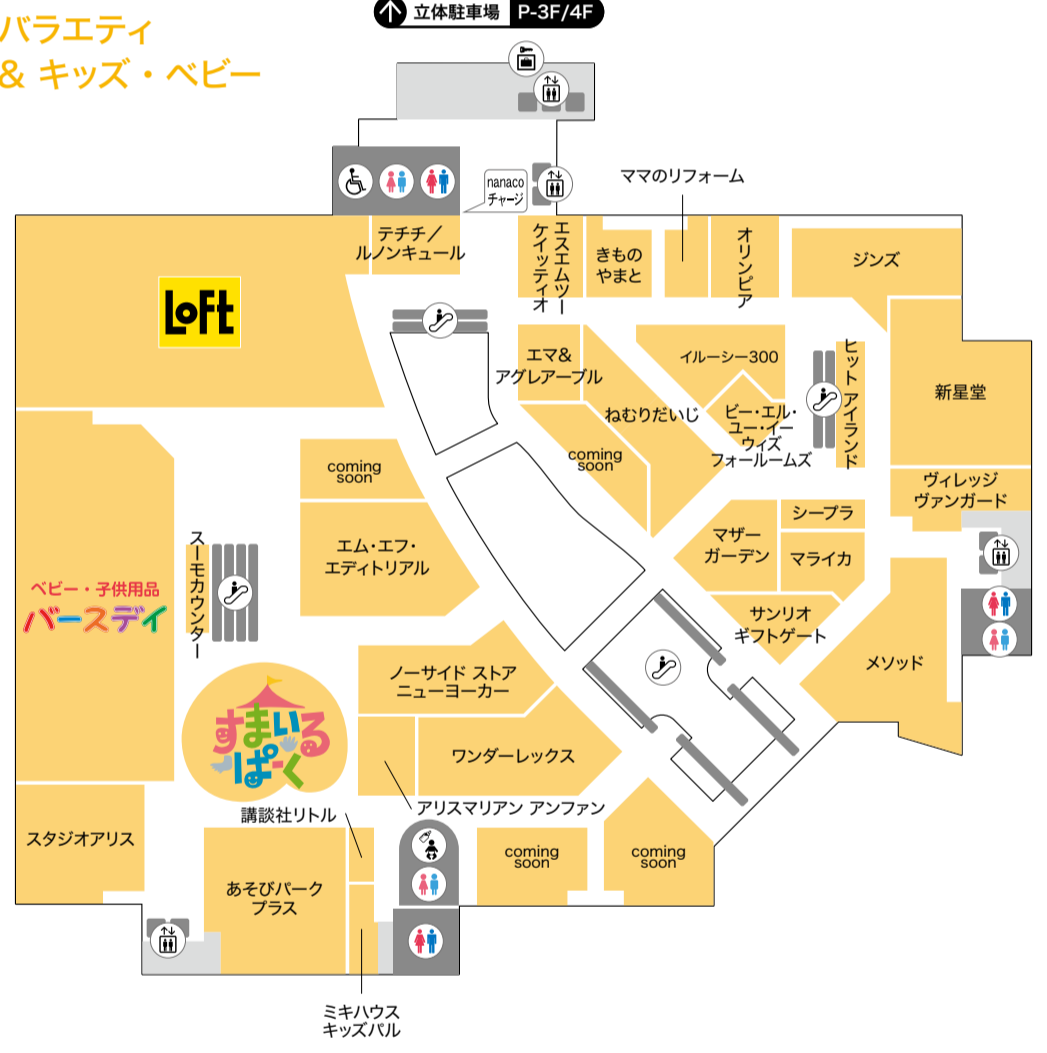 立体駐車場 P-3F/4F
バラエティ
& キッズ・ベビー
nanaco
チャージ
ママのリフォーム
テチチ／
ルノンキュール
エスエムツー
ケイッティオ
きもの
やまと
オリンピア
ジンズ
LoFt
エマ&
アグレアーブル
イルーシー300
ヒット アイランド
新星堂
ねむりだいじ
ビー・エル・
ユー・イー
ウィズ
フォールームズ
coming
soon
coming
soon
ヴィレッジ
ヴァンガード
シープラ
マザー
ガーデン
マライカ
エム・エフ・
エディトリアル
スーモカウンター
ベビー・子供用品
バースデイ
サンリオ
ギフトゲート
メソッド
ノーサイド ストア
ニューヨーカー
すまいる
ぱーく
ワンダーレックス
アリスマリアン アンファン
講談社リトル
スタジオアリス
coming
soon
coming
soon
あそびパーク
プラス
ミキハウス
キッズパル